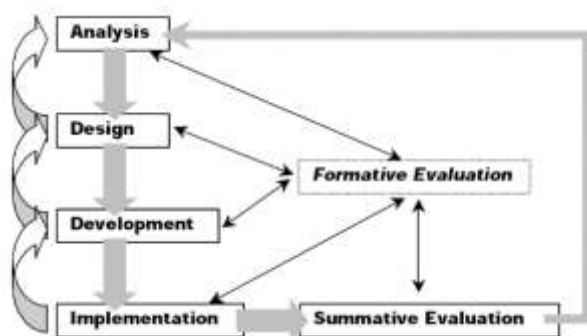 Analysis
Design
Formative Evaluation
Development
Implementation
Summative Evaluation